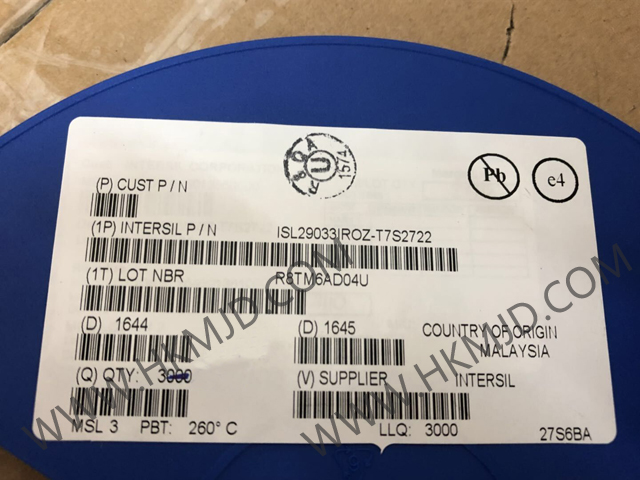 (P) CUST P / N
Pb
e4
(1P) INTERSIL P / N ISL29033IROZ-T7S2722
(1T) LOT NBR R8TM6AD04U
(D) 1644 (D) 1645 COUNTRY OF ORIGIN
MALAYSIA
(Q) QTY: 3000 (V) SUPPLIER INTERSIL
MSL 3 PBT: 260° C LLQ: 3000 27S6BA
WWW.HKMJD.COM
WWW.HKMJD.COM